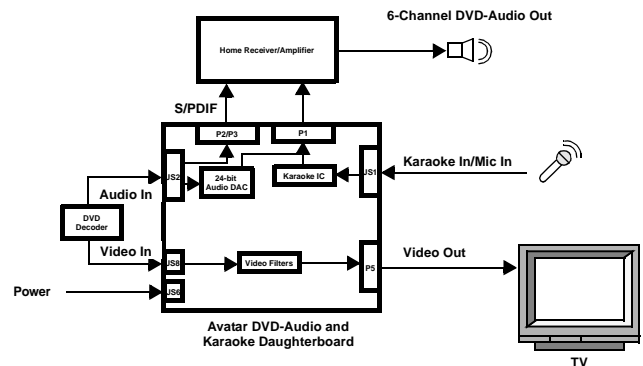 6-Channel DVD-Audio Out
Home Receiver/Amplifier
S/PDIF
P2/P3
P1
JS2
24-bit
Audio DAC
Karaoke IC
JS1
Karaoke In/Mic In
Audio In
DVD
Decoder
Video In
JS8
Video Filters
P5
Video Out
Power
JS6
Avatar DVD-Audio and
Karaoke Daughterboard
TV